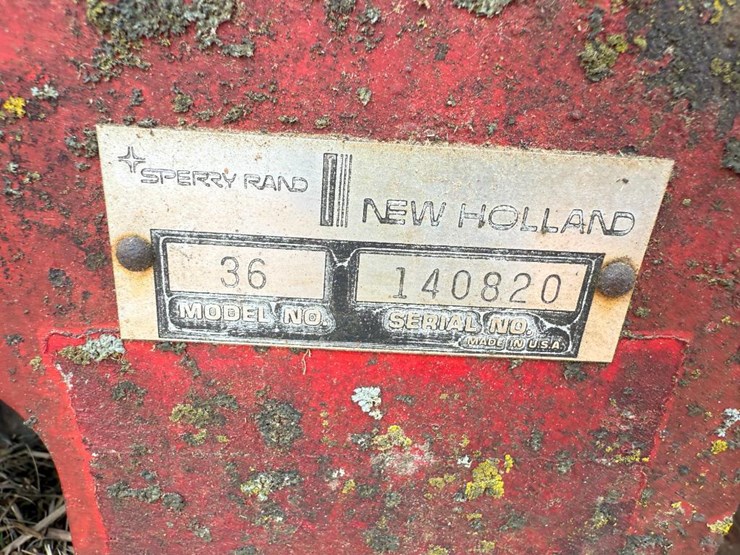 SPERRY RAND
NEW HOLLAND
36 140820
MODEL NO. SERIAL NO.
MADE IN U.S.A.